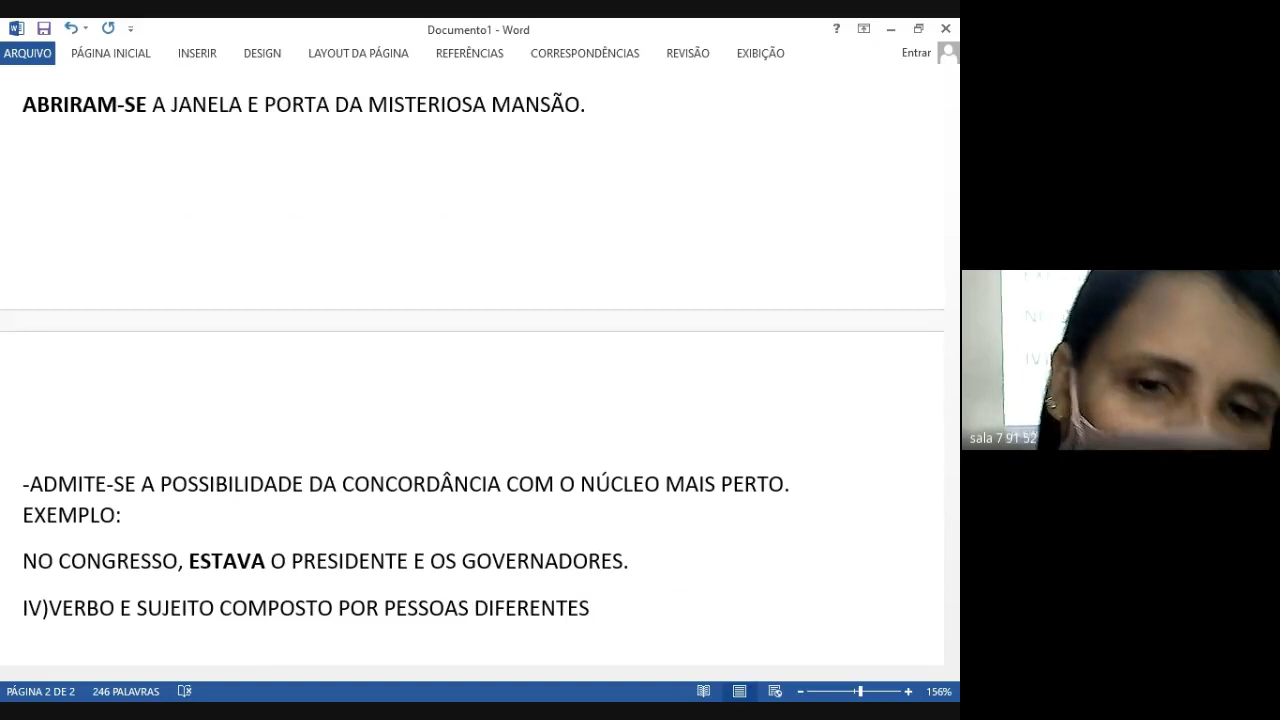 Documento1 - Word
?
ARQUIVO PÁGINA INICIAL INSERIR DESIGN LAYOUT DA PÁGINA REFERÊNCIAS CORRESPONDÊNCIAS REVISÃO EXIBIÇÃO Entrar
ABRIRAM-SE A JANELA E PORTA DA MISTERIOSA MANSÃO.
-ADMITE-SE A POSSIBILIDADE DA CONCORDÂNCIA COM O NÚCLEO MAIS PERTO.
EXEMPLO:
NO CONGRESSO, ESTAVA O PRESIDENTE E OS GOVERNADORES.
IV)VERBO E SUJEITO COMPOSTO POR PESSOAS DIFERENTES
sala 7 91 52
PÁGINA 2 DE 2 246 PALAVRAS 156%